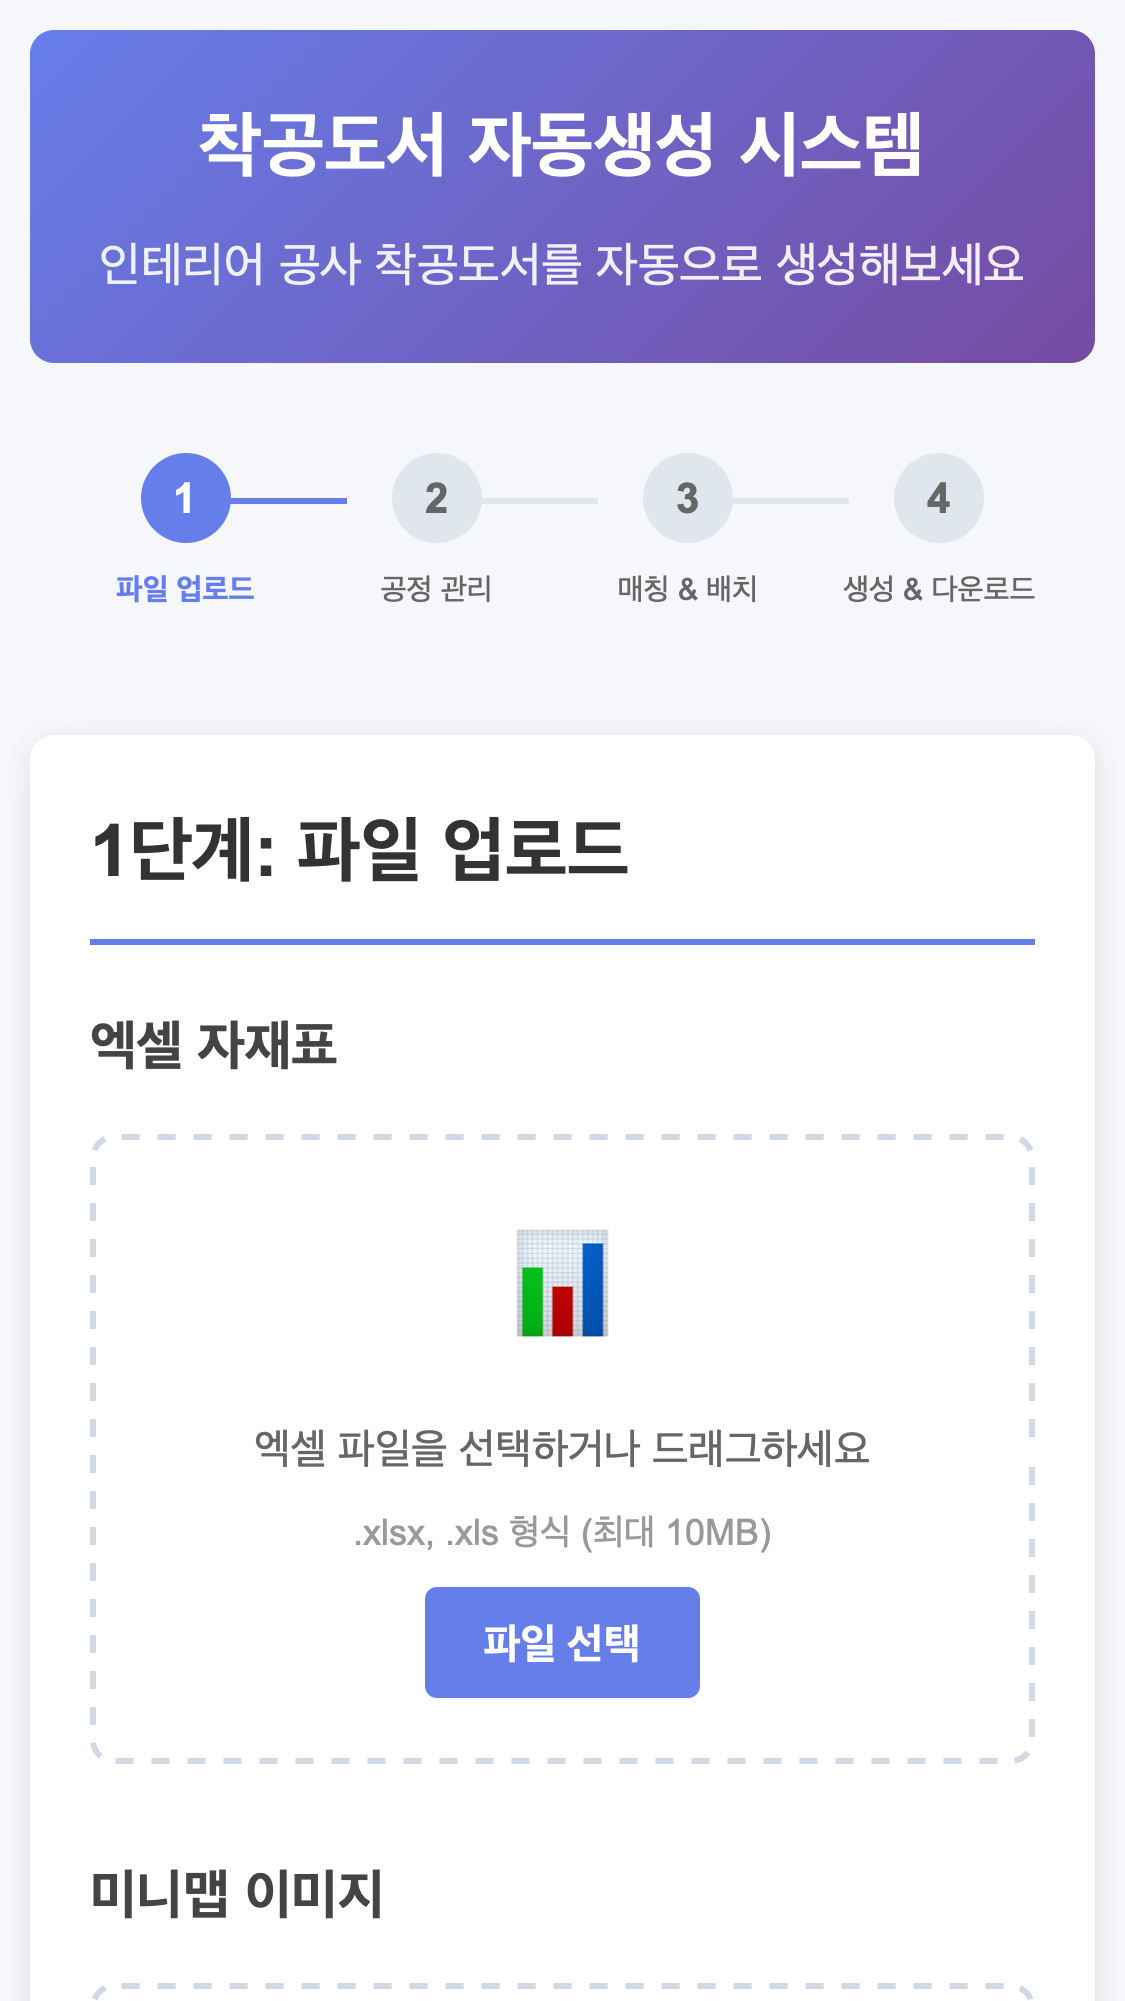 착공도서 자동생성 시스템
인테리어 공사 착공도서를 자동으로 생성해보세요
1
2
3
4
파일 업로드
공정 관리
매칭 & 배치
생성 & 다운로드
1단계: 파일 업로드
엑셀 자재표
엑셀 파일을 선택하거나 드래그하세요
.xlsx, .xls 형식 (최대 10MB)
파일 선택
미니맵 이미지